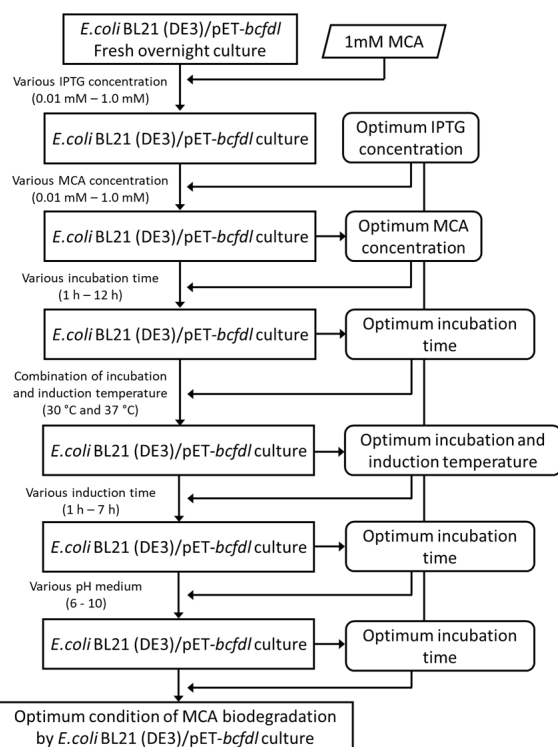 E.coli BL21 (DE3)/pET-bcfdl
Fresh overnight culture
1mM MCA
Various IPTG concentration
(0.01 mM – 1.0 mM)
E.coli BL21 (DE3)/pET-bcfdl culture
Optimum IPTG
concentration
Various MCA concentration
(0.01 mM – 1.0 mM)
E.coli BL21 (DE3)/pET-bcfdl culture
Optimum MCA
concentration
Various incubation time
(1 h – 12 h)
E.coli BL21 (DE3)/pET-bcfdl culture
Optimum incubation
time
Combination of incubation
and induction temperature
(30 °C and 37 °C)
E.coli BL21 (DE3)/pET-bcfdl culture
Optimum incubation and
induction temperature
Various induction time
(1 h – 7 h)
E.coli BL21 (DE3)/pET-bcfdl culture
Optimum incubation
time
Various pH medium
(6 - 10)
E.coli BL21 (DE3)/pET-bcfdl culture
Optimum incubation
time
Optimum condition of MCA biodegradation
by E.coli BL21 (DE3)/pET-bcfdl culture